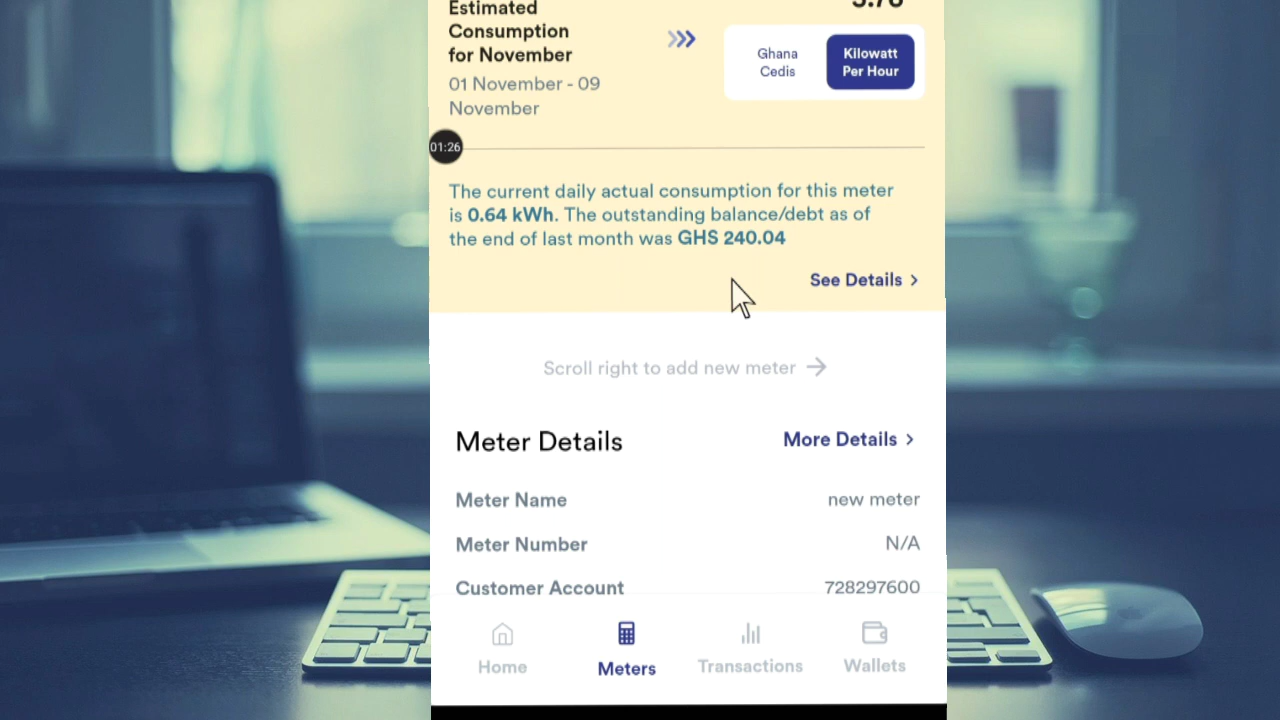 Estimated
Consumption
for November
01 November - 09
November
Ghana
Cedis
Kilowatt
Per Hour
01:26
The current daily actual consumption for this meter
is 0.64 kWh. The outstanding balance/debt as of
the end of last month was GHS 240.04
See Details
Scroll right to add new meter
Meter Details
More Details
Meter Name
new meter
Meter Number
N/A
Customer Account
728297600
Home
Meters
Transactions
Wallets